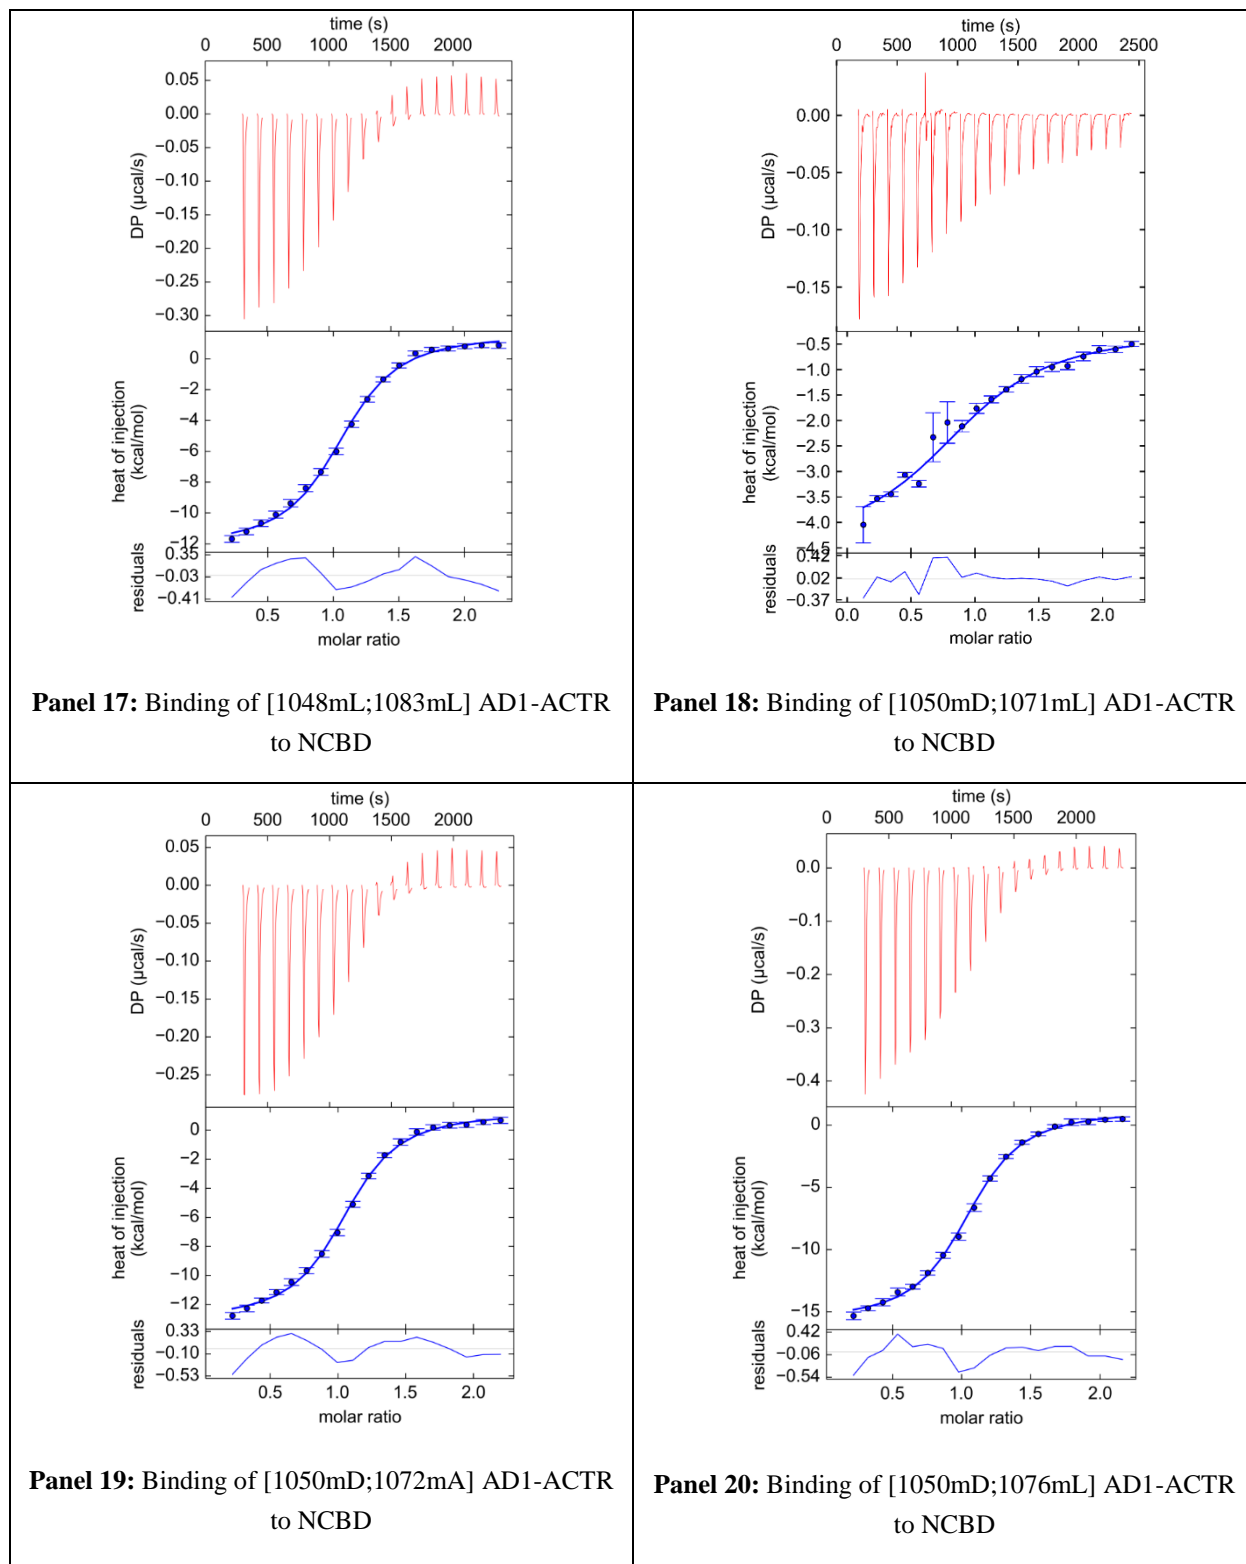 time (s)
0 500 1000 1500 2000
0.05
0.00
−0.05
−0.10
−0.15
−0.20
−0.25
−0.30
DP (µcal/s)
0
−2
−4
−6
−8
−10
−12
heat of injection
(kcal/mol)
0.35
−0.03
−0.41
residuals
0.5 1.0 1.5 2.0
molar ratio
Panel 17: Binding of [1048mL;1083mL] AD1-ACTR
to NCBD
time (s)
0 500 1000 1500 2000 2500
0.00
−0.05
−0.10
−0.15
DP (µcal/s)
−0.5
−1.0
−1.5
−2.0
−2.5
−3.0
−3.5
−4.0
−4.5
heat of injection
(kcal/mol)
0.42
0.02
−0.37
residuals
0.0 0.5 1.0 1.5 2.0
molar ratio
Panel 18: Binding of [1050mD;1071mL] AD1-ACTR
to NCBD
time (s)
0 500 1000 1500 2000
0.05
0.00
−0.05
−0.10
−0.15
−0.20
−0.25
DP (µcal/s)
0
−2
−4
−6
−8
−10
−12
heat of injection
(kcal/mol)
0.33
−0.10
−0.53
residuals
0.5 1.0 1.5 2.0
molar ratio
Panel 19: Binding of [1050mD;1072mA] AD1-ACTR
to NCBD
time (s)
0 500 1000 1500 2000
0.0
−0.1
−0.2
−0.3
−0.4
DP (µcal/s)
0
−5
−10
−15
heat of injection
(kcal/mol)
0.42
−0.06
−0.54
residuals
0.5 1.0 1.5 2.0
molar ratio
Panel 20: Binding of [1050mD;1076mL] AD1-ACTR
to NCBD